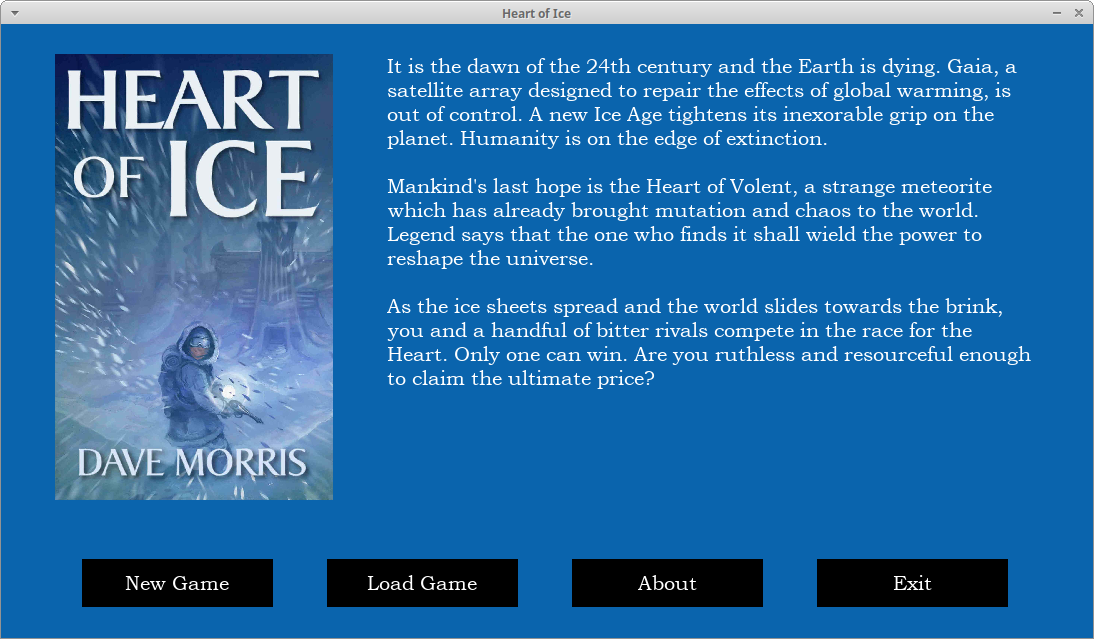 Heart of Ice
HEART
OF ICE
DAVE MORRIS
It is the dawn of the 24th century and the Earth is dying. Gaia, a
satellite array designed to repair the effects of global warming, is
out of control. A new Ice Age tightens its inexorable grip on the
planet. Humanity is on the edge of extinction.
Mankind's last hope is the Heart of Volent, a strange meteorite
which has already brought mutation and chaos to the world.
Legend says that the one who finds it shall wield the power to
reshape the universe.
As the ice sheets spread and the world slides towards the brink,
you and a handful of bitter rivals compete in the race for the
Heart. Only one can win. Are you ruthless and resourceful enough
to claim the ultimate price?
New Game
Load Game
About
Exit